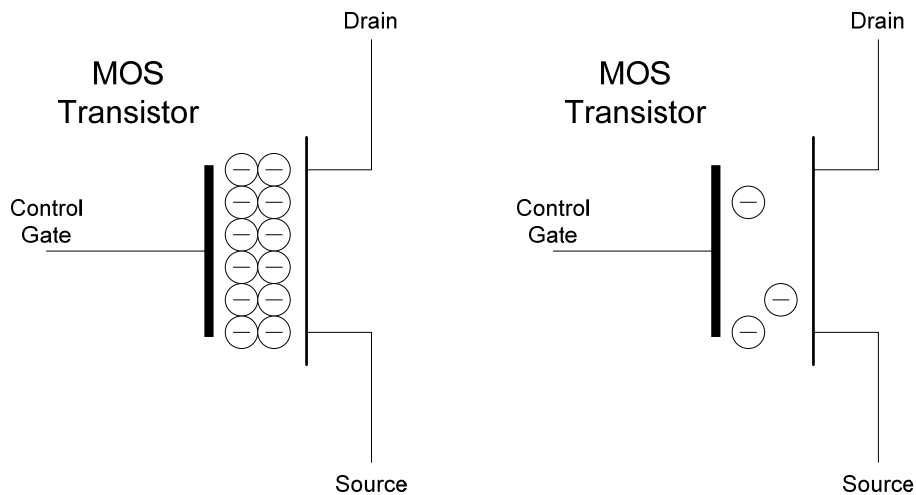 Drain
MOS
Transistor
Control
Gate
Source
Drain
MOS
Transistor
Control
Gate
Source